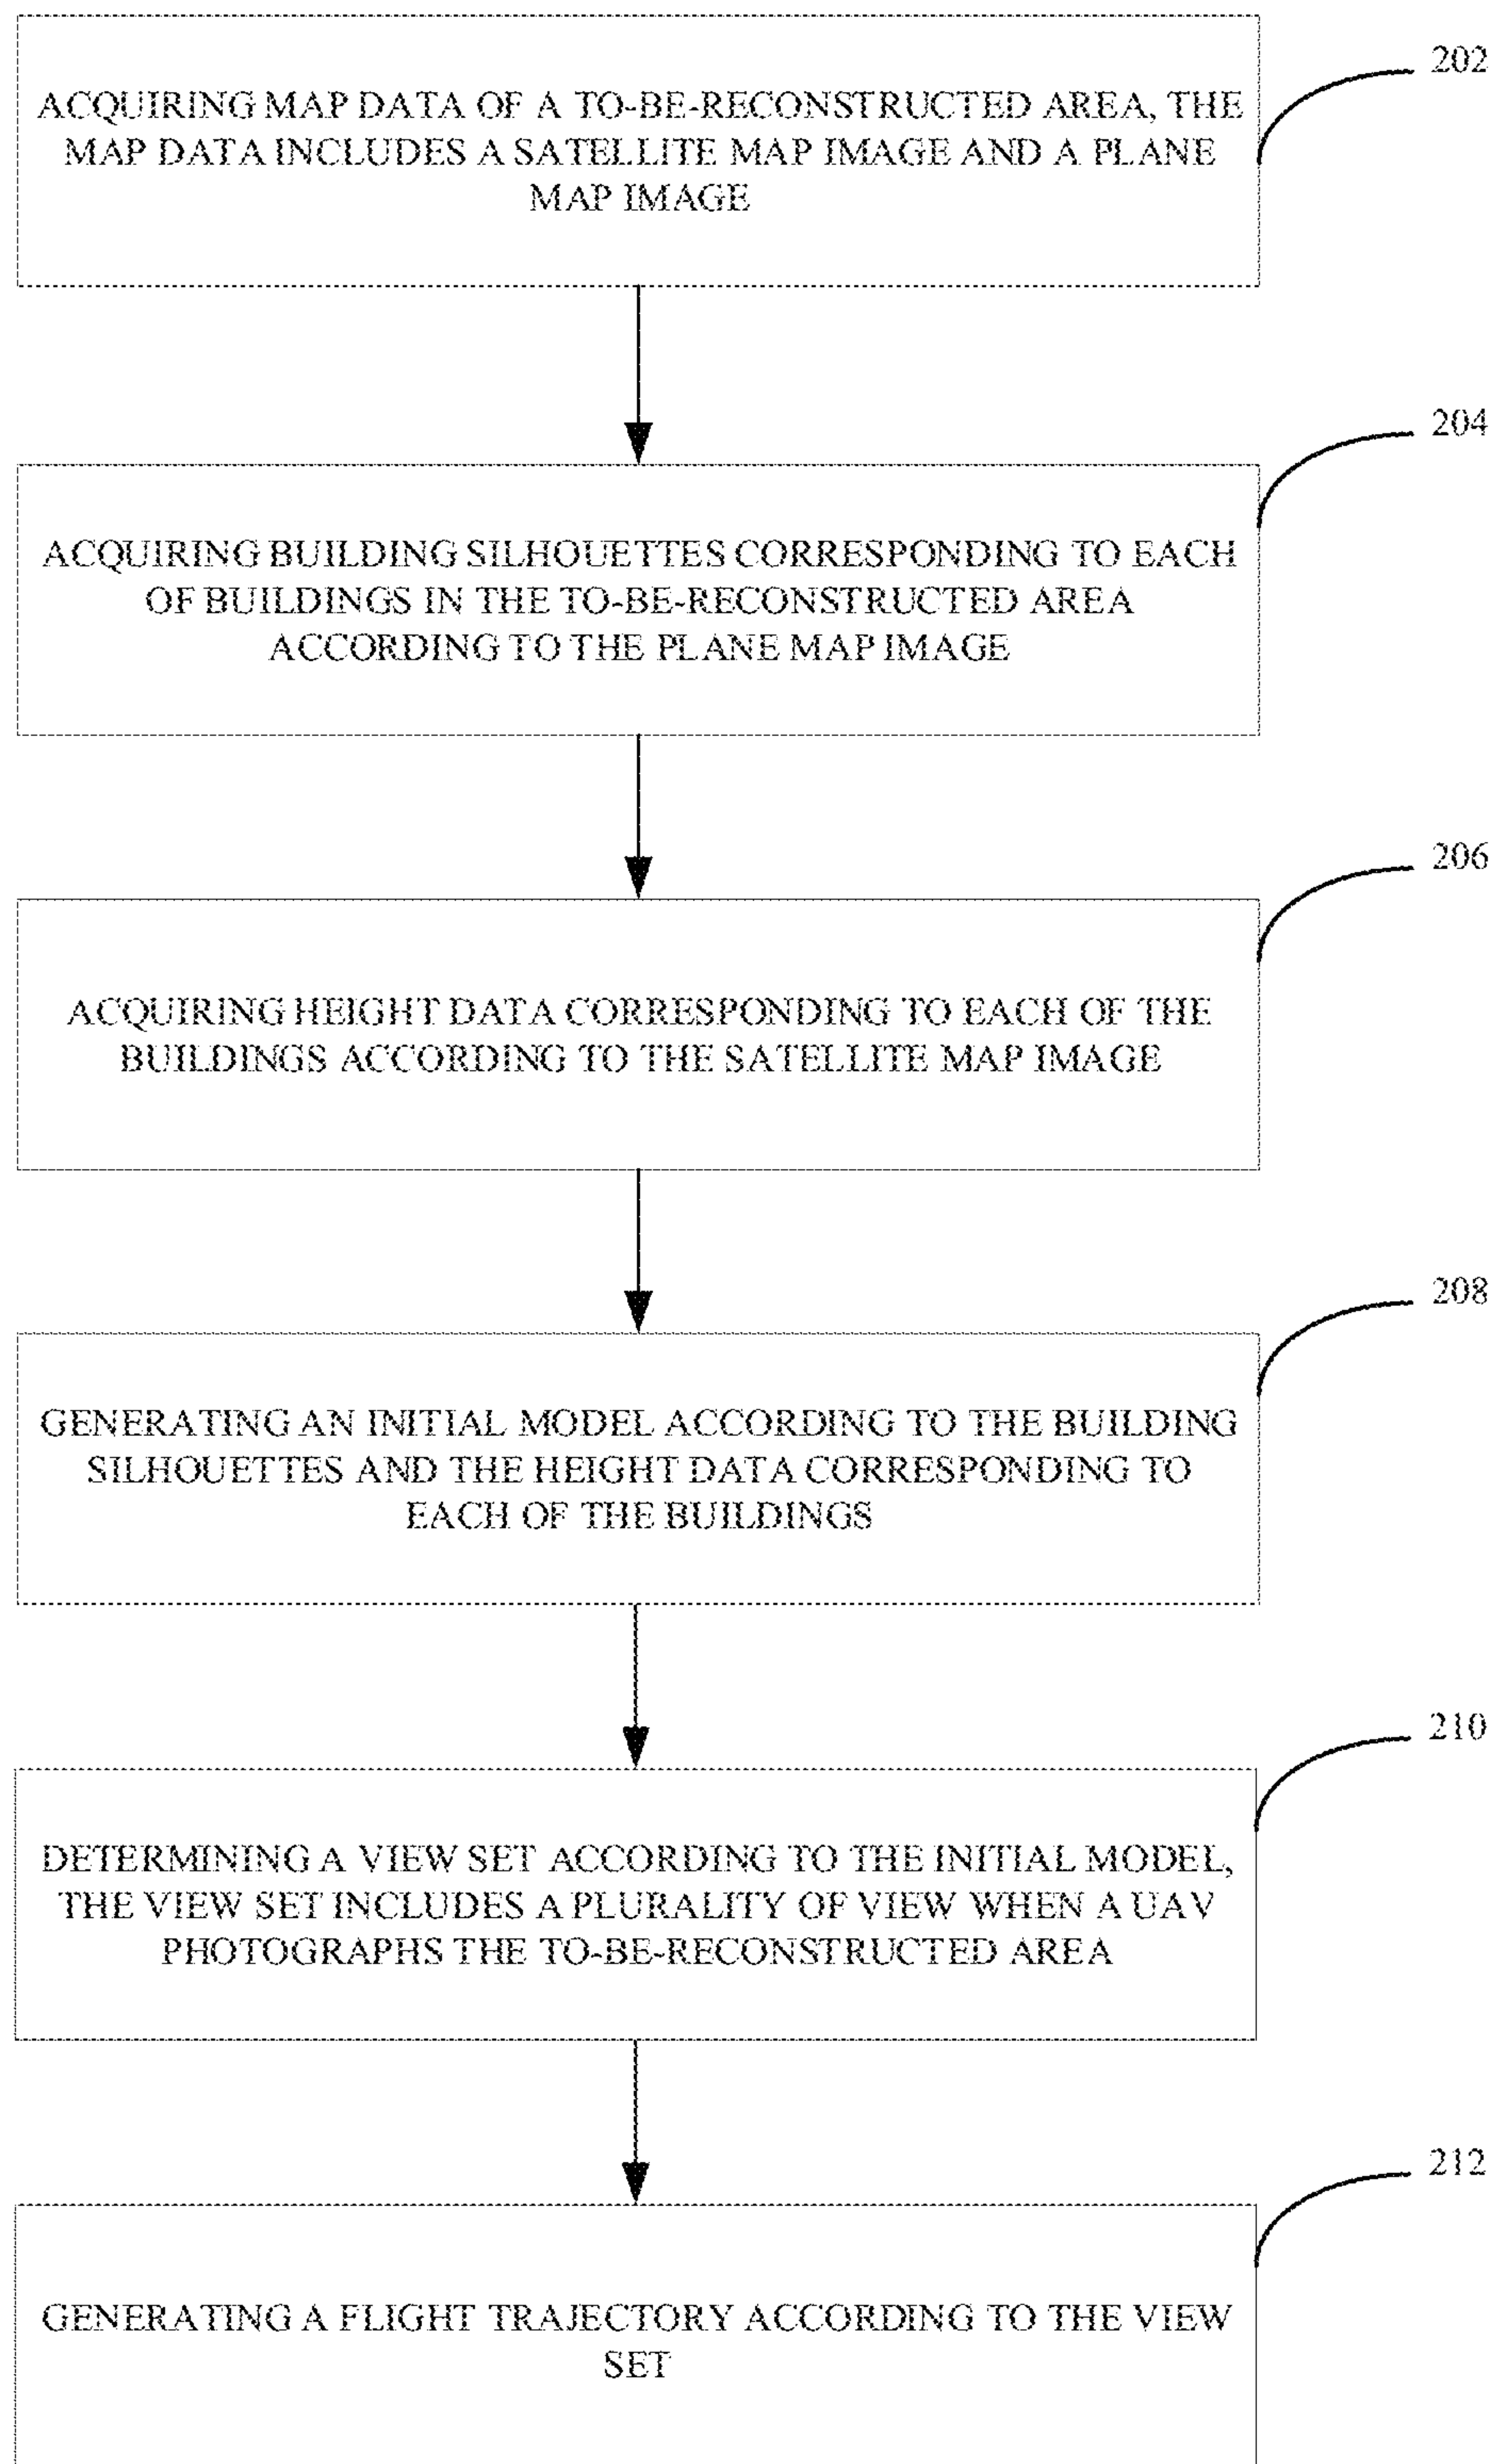 202
ACQUIRING MAP DATA OF A TO-BE-RECONSTRUCTED AREA, THE
MAP DATA INCLUDES A SATELLITE MAP IMAGE AND A PLANE
MAP IMAGE
204
ACQUIRING BUILDING SILHOUETTES CORRESPONDING TO EACH
OF BUILDINGS IN THE TO-BE-RECONSTRUCTED AREA
ACCORDING TO THE PLANE MAP IMAGE
206
ACQUIRING HEIGHT DATA CORRESPONDING TO EACH OF THE
BUILDINGS ACCORDING TO THE SATELLITE MAP IMAGE
208
GENERATING AN INITIAL MODEL ACCORDING TO THE BUILDING
SILHOUETTES AND THE HEIGHT DATA CORRESPONDING TO
EACH OF THE BUILDINGS
210
DETERMINING A VIEW SET ACCORDING TO THE INITIAL MODEL,
THE VIEW SET INCLUDES A PLURALITY OF VIEW WHEN A UAV
PHOTOGRAPHS THE TO-BE-RECONSTRUCTED AREA
212
GENERATING A FLIGHT TRAJECTORY ACCORDING TO THE VIEW
SET